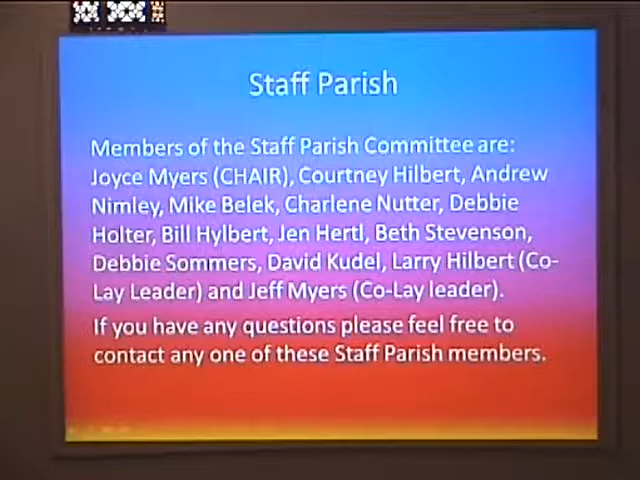 Staff Parish
Members of the Staff Parish Committee are:
Joyce Myers (CHAIR), Courtney Hilbert, Andrew
Nimley, Mike Belek, Charlene Nutter, Debbie
Holter, Bill Hylbert, Jen Hertl, Beth Stevenson,
Debbie Sommers, David Kudel, Larry Hilbert (Co-
Lay Leader) and Jeff Myers (Co-Lay leader).
If you have any questions please feel free to
contact any one of these Staff Parish members.